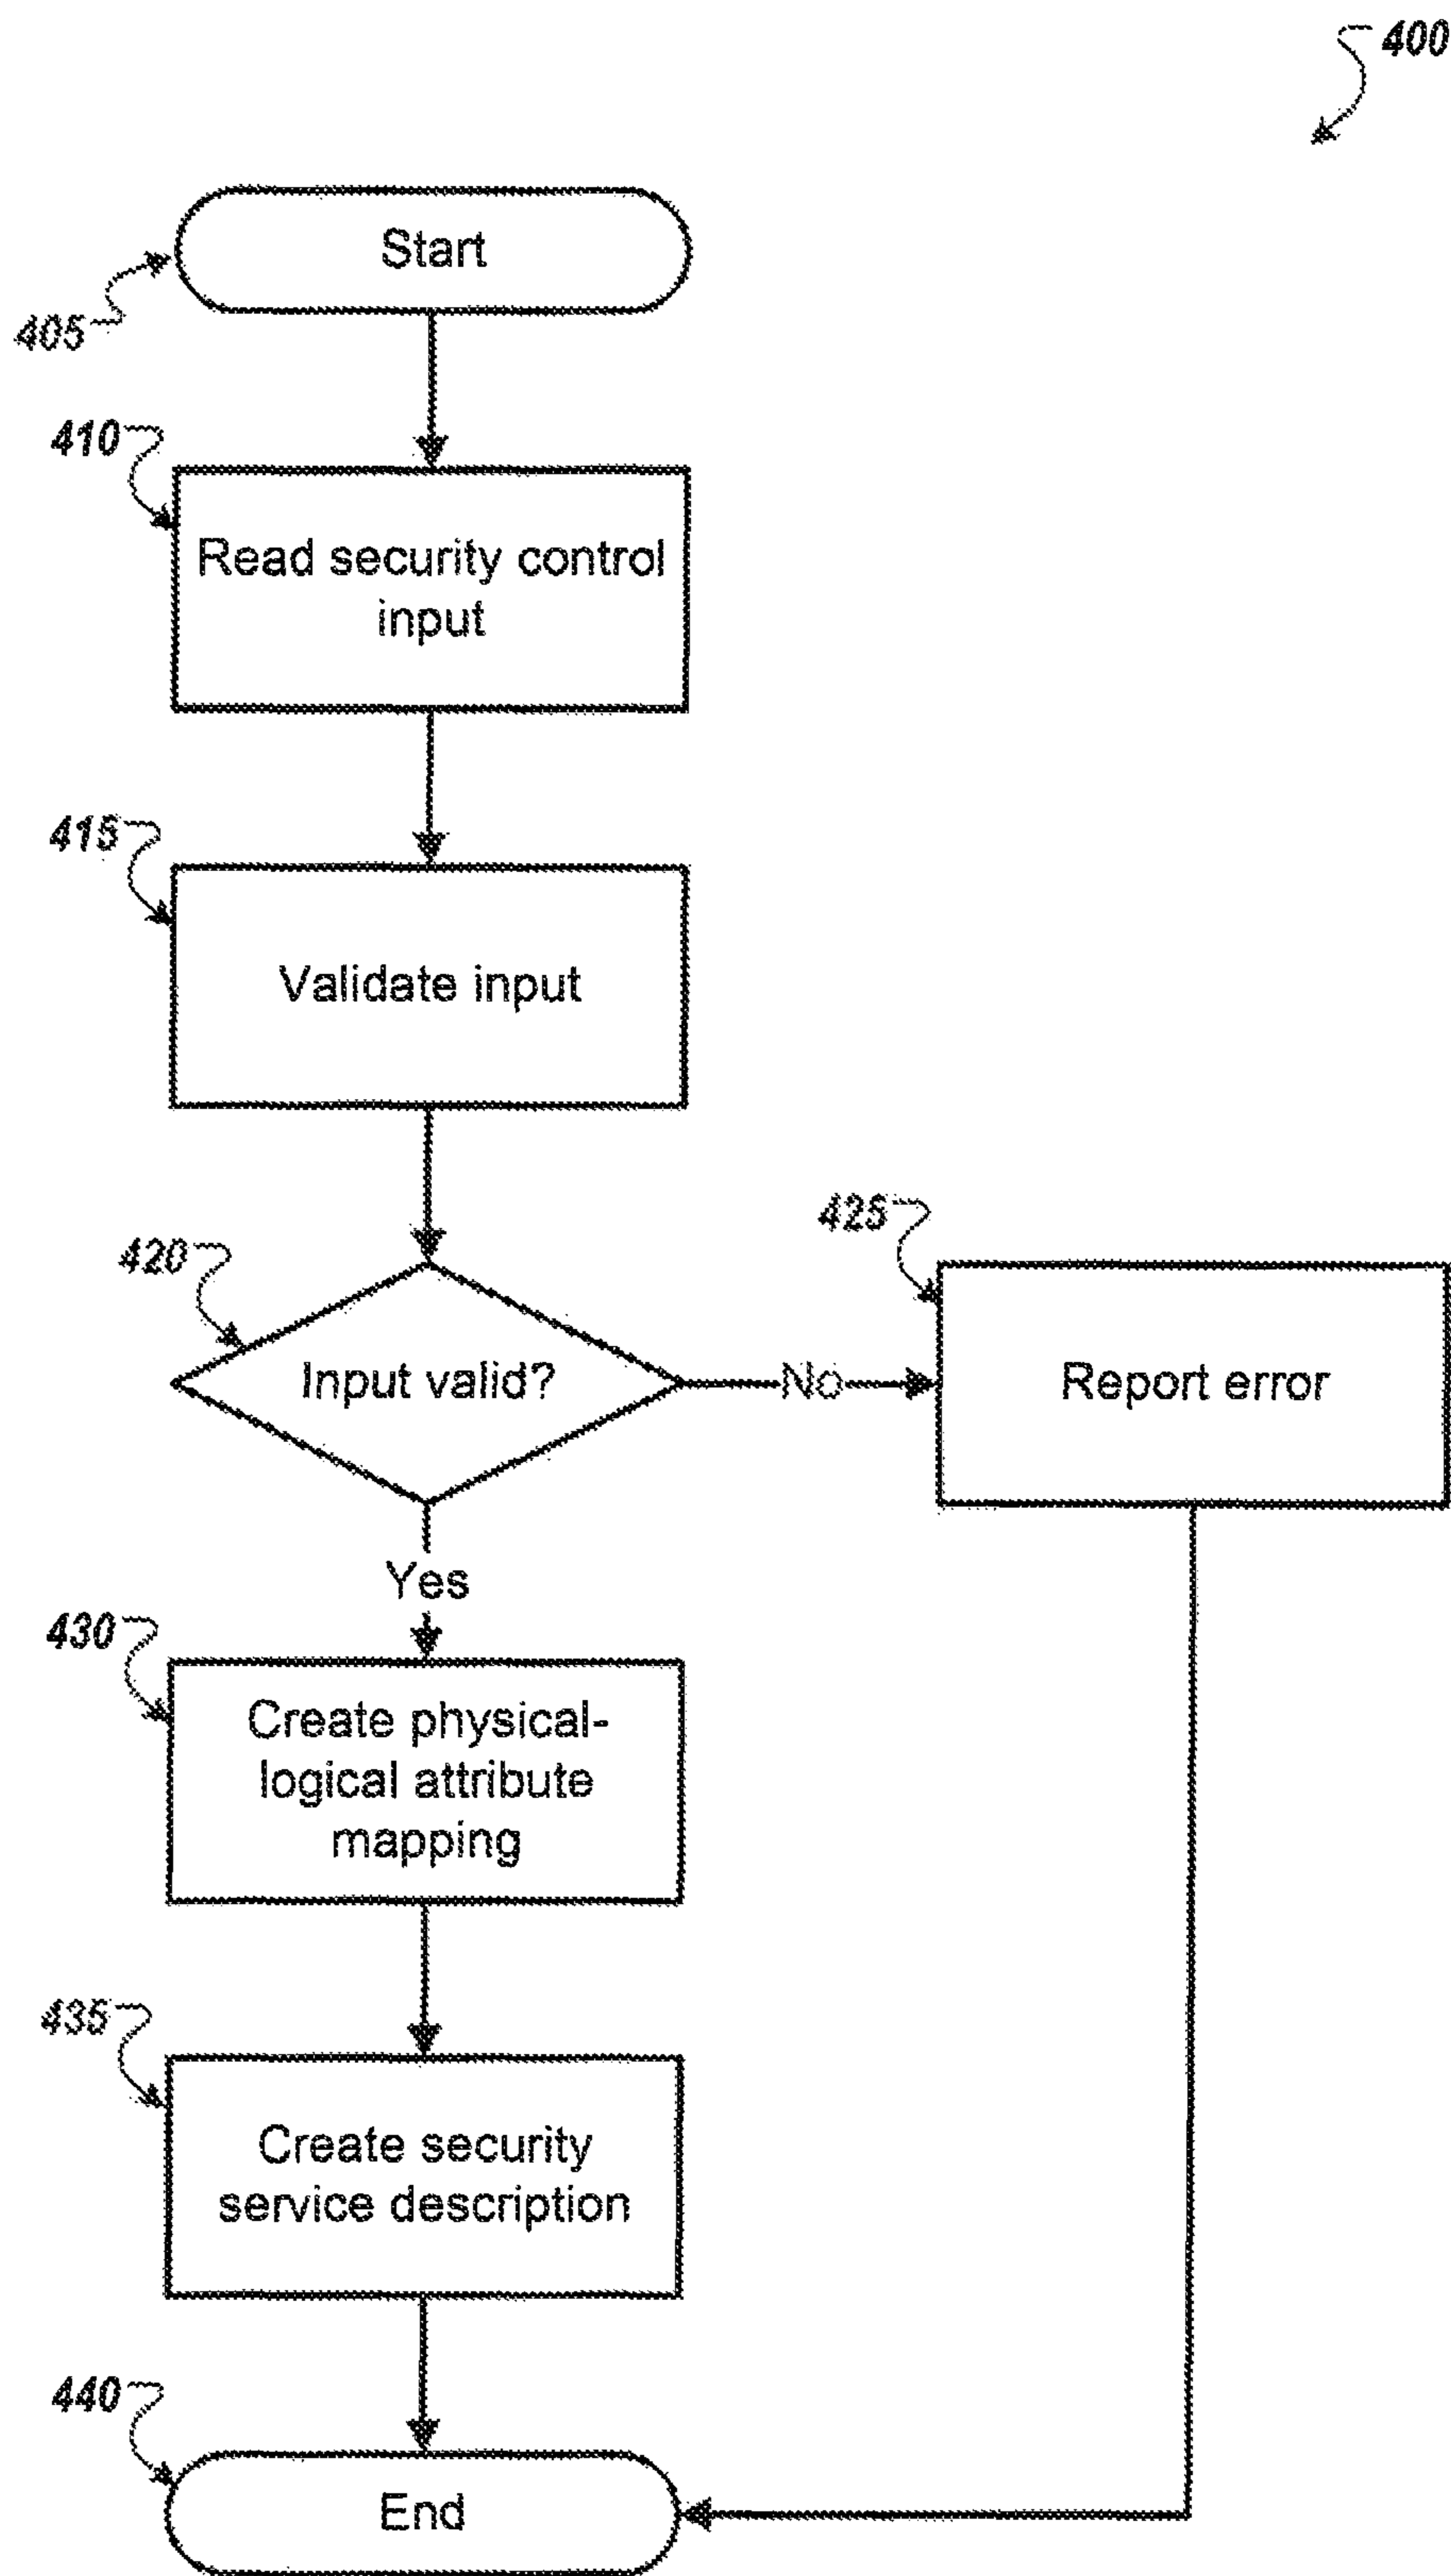 400
Start
405
410
Read security control
input
415
Validate input
420
Input valid?
No
425
Report error
Yes
430
Create physical-
logical attribute
mapping
435
Create security
service description
440
End